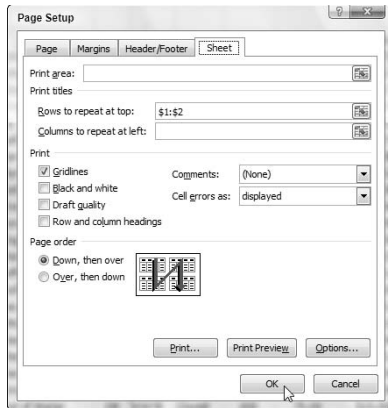 Page Setup
Page Margins Header/Footer Sheet
Print area:
Print titles
Rows to repeat at top: $1:$2
Columns to repeat at left:
Print
Gridlines
Comments: (None)
Black and white
Cell errors as: displayed
Draft quality
Row and column headings
Page order
Down, then over
Over, then down
Print... Print Preview Options...
OK Cancel